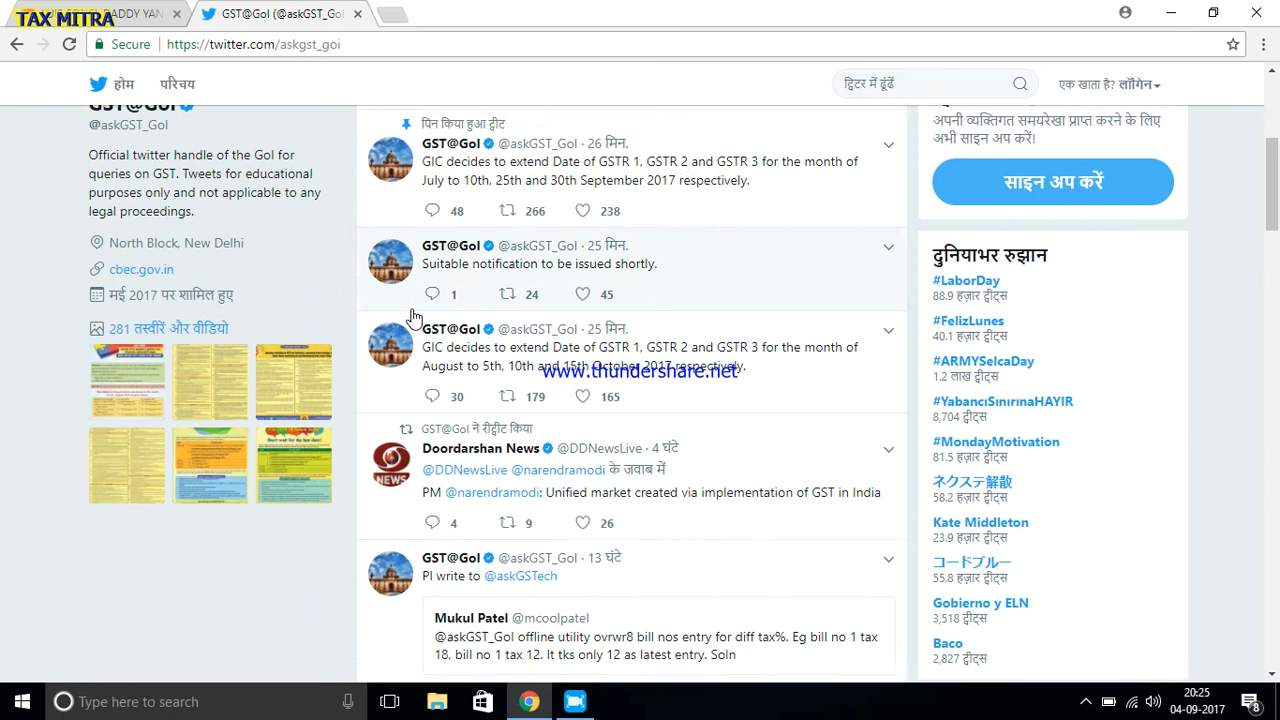 TAX MITRA
DADDY YAN
GST@GoI (@askGST_GoI
Secure
https://twitter.com/askgst_goi
होम
परिचय
ट्विटर में ढूंढें
एक खाता है? लॉगिन
GST@GoI
@askGST_GoI
Official twitter handle of the GoI for
queries on GST. Tweets for educational
purposes only and not applicable to any
legal proceedings.
North Block, New Delhi
cbec.gov.in
मई 2017 पर शामिल हुए
281 तस्वीरें और वीडियो
पिन किया हुआ ट्वीट
GST@GoI @askGST_GoI · 26 मिन.
GIC decides to extend Date of GSTR 1, GSTR 2 and GSTR 3 for the month of
July to 10th, 25th and 30th September 2017 respectively.
48 266 238
GST@GoI @askGST_GoI · 25 मिन.
Suitable notification to be issued shortly.
1 24 45
GST@GoI @askGST_GoI · 25 मिन.
GIC decides to extend Date of GSTR 1, GSTR 2 and GSTR 3 for the month of
August to 5th, 10th and October 2017 respectively.
www.thundershare.net
30 179 165
GST@GoI ने रीट्वीट किया
Doordarshan News @DDNewsLive · 4 घंटे
@DDNewsLive @narendramodi के जवाब में
PM @narendramodi: Unified market created via implementation of GST in India
4 9 26
NEWS
GST@GoI @askGST_GoI · 13 घंटे
Pl write to @askGSTech
Mukul Patel @mcoolpatel
@askGST_GoI offline utility ovrwr8 bill nos entry for diff tax%. Eg bill no 1 tax
18, bill no 1 tax 12. It tks only 12 as latest entry. Soln
अपनी व्यक्तिगत समयरेखा प्राप्त करने के लिए
अभी साइन अप करें!
साइन अप करें
दुनियाभर रुझान
#LaborDay
88.9 हज़ार ट्वीट्स
#FelizLunes
40.1 हज़ार ट्वीट्स
#ARMYSelcaDay
1.2 लाख ट्वीट्स
#YabancıSınırınaHAYIR
8,704 ट्वीट्स
#MondayMotivation
81.5 हज़ार ट्वीट्स
ネクステ解散
58.2 हज़ार ट्वीट्स
Kate Middleton
23.9 हज़ार ट्वीट्स
コードブルー
55.8 हज़ार ट्वीट्स
Gobierno y ELN
3,518 ट्वीट्स
Baco
2,827 ट्वीट्स
Type here to search
20:25
04-09-2017
8